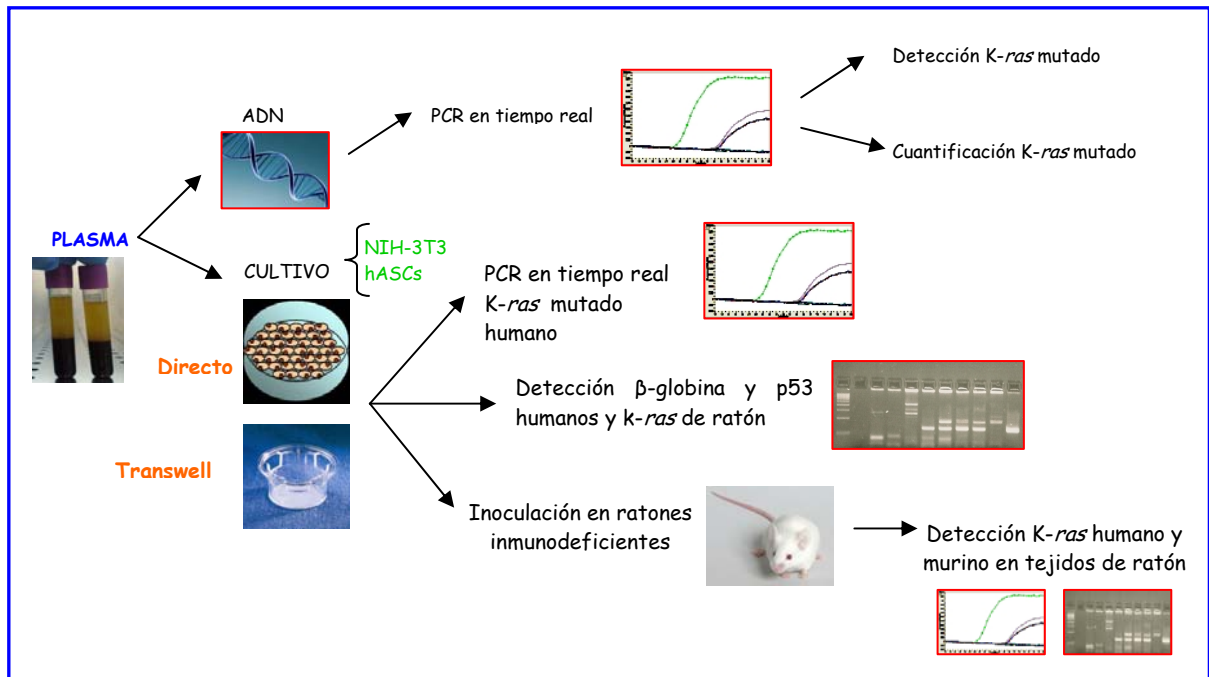 Detección K-ras mutado
ADN
PCR en tiempo real
Cuantificación K-ras mutado
PLASMA
CULTIVO
NIH-3T3
hASCs
PCR en tiempo real
K-ras mutado
humano
Directo
Detección β-globina y p53
humanos y k-ras de ratón
Transwell
Inoculación en ratones
inmunodeficientes
Detección K-ras humano y
murino en tejidos de ratón